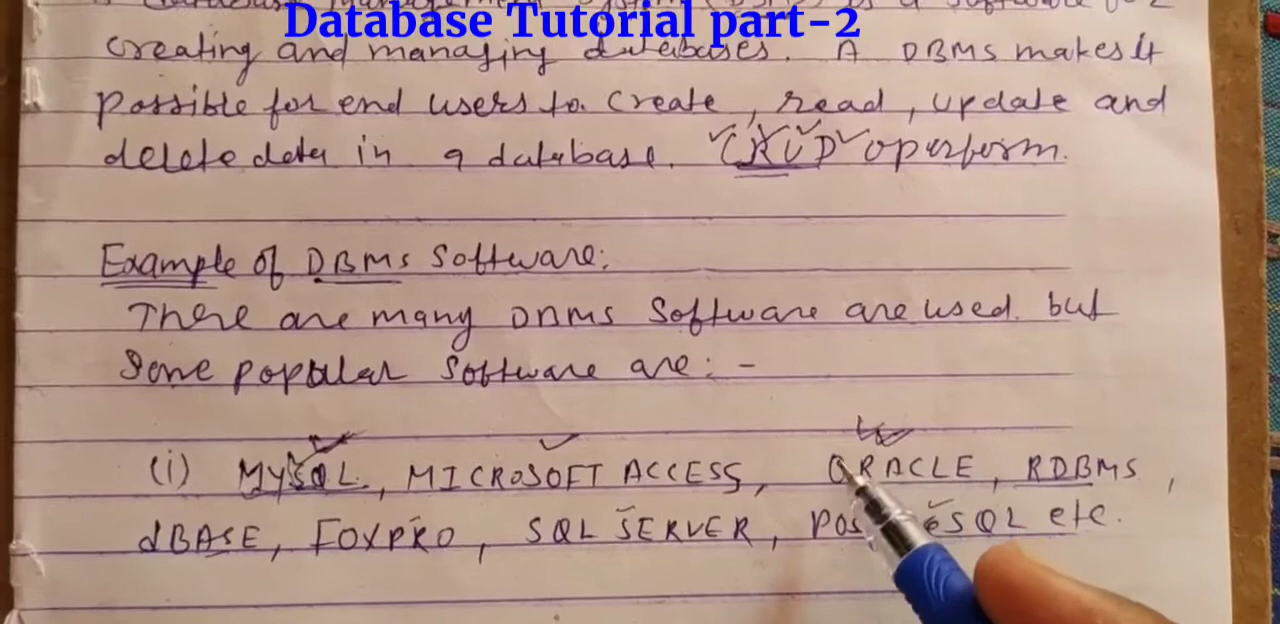 Database Tutorial part-2
creating and managing databases. A DBMS makes it
possible for end users to create, read, update and
delete data in a database. CRUD operform.
Example of DBMS Software:
There are many DBMS Software are used. but
Some popular Software are: -
(i) MYSQL, MICROSOFT ACCESS, ORACLE, RDBMS,
dBASE, FOXPRO, SQL SERVER, etc.